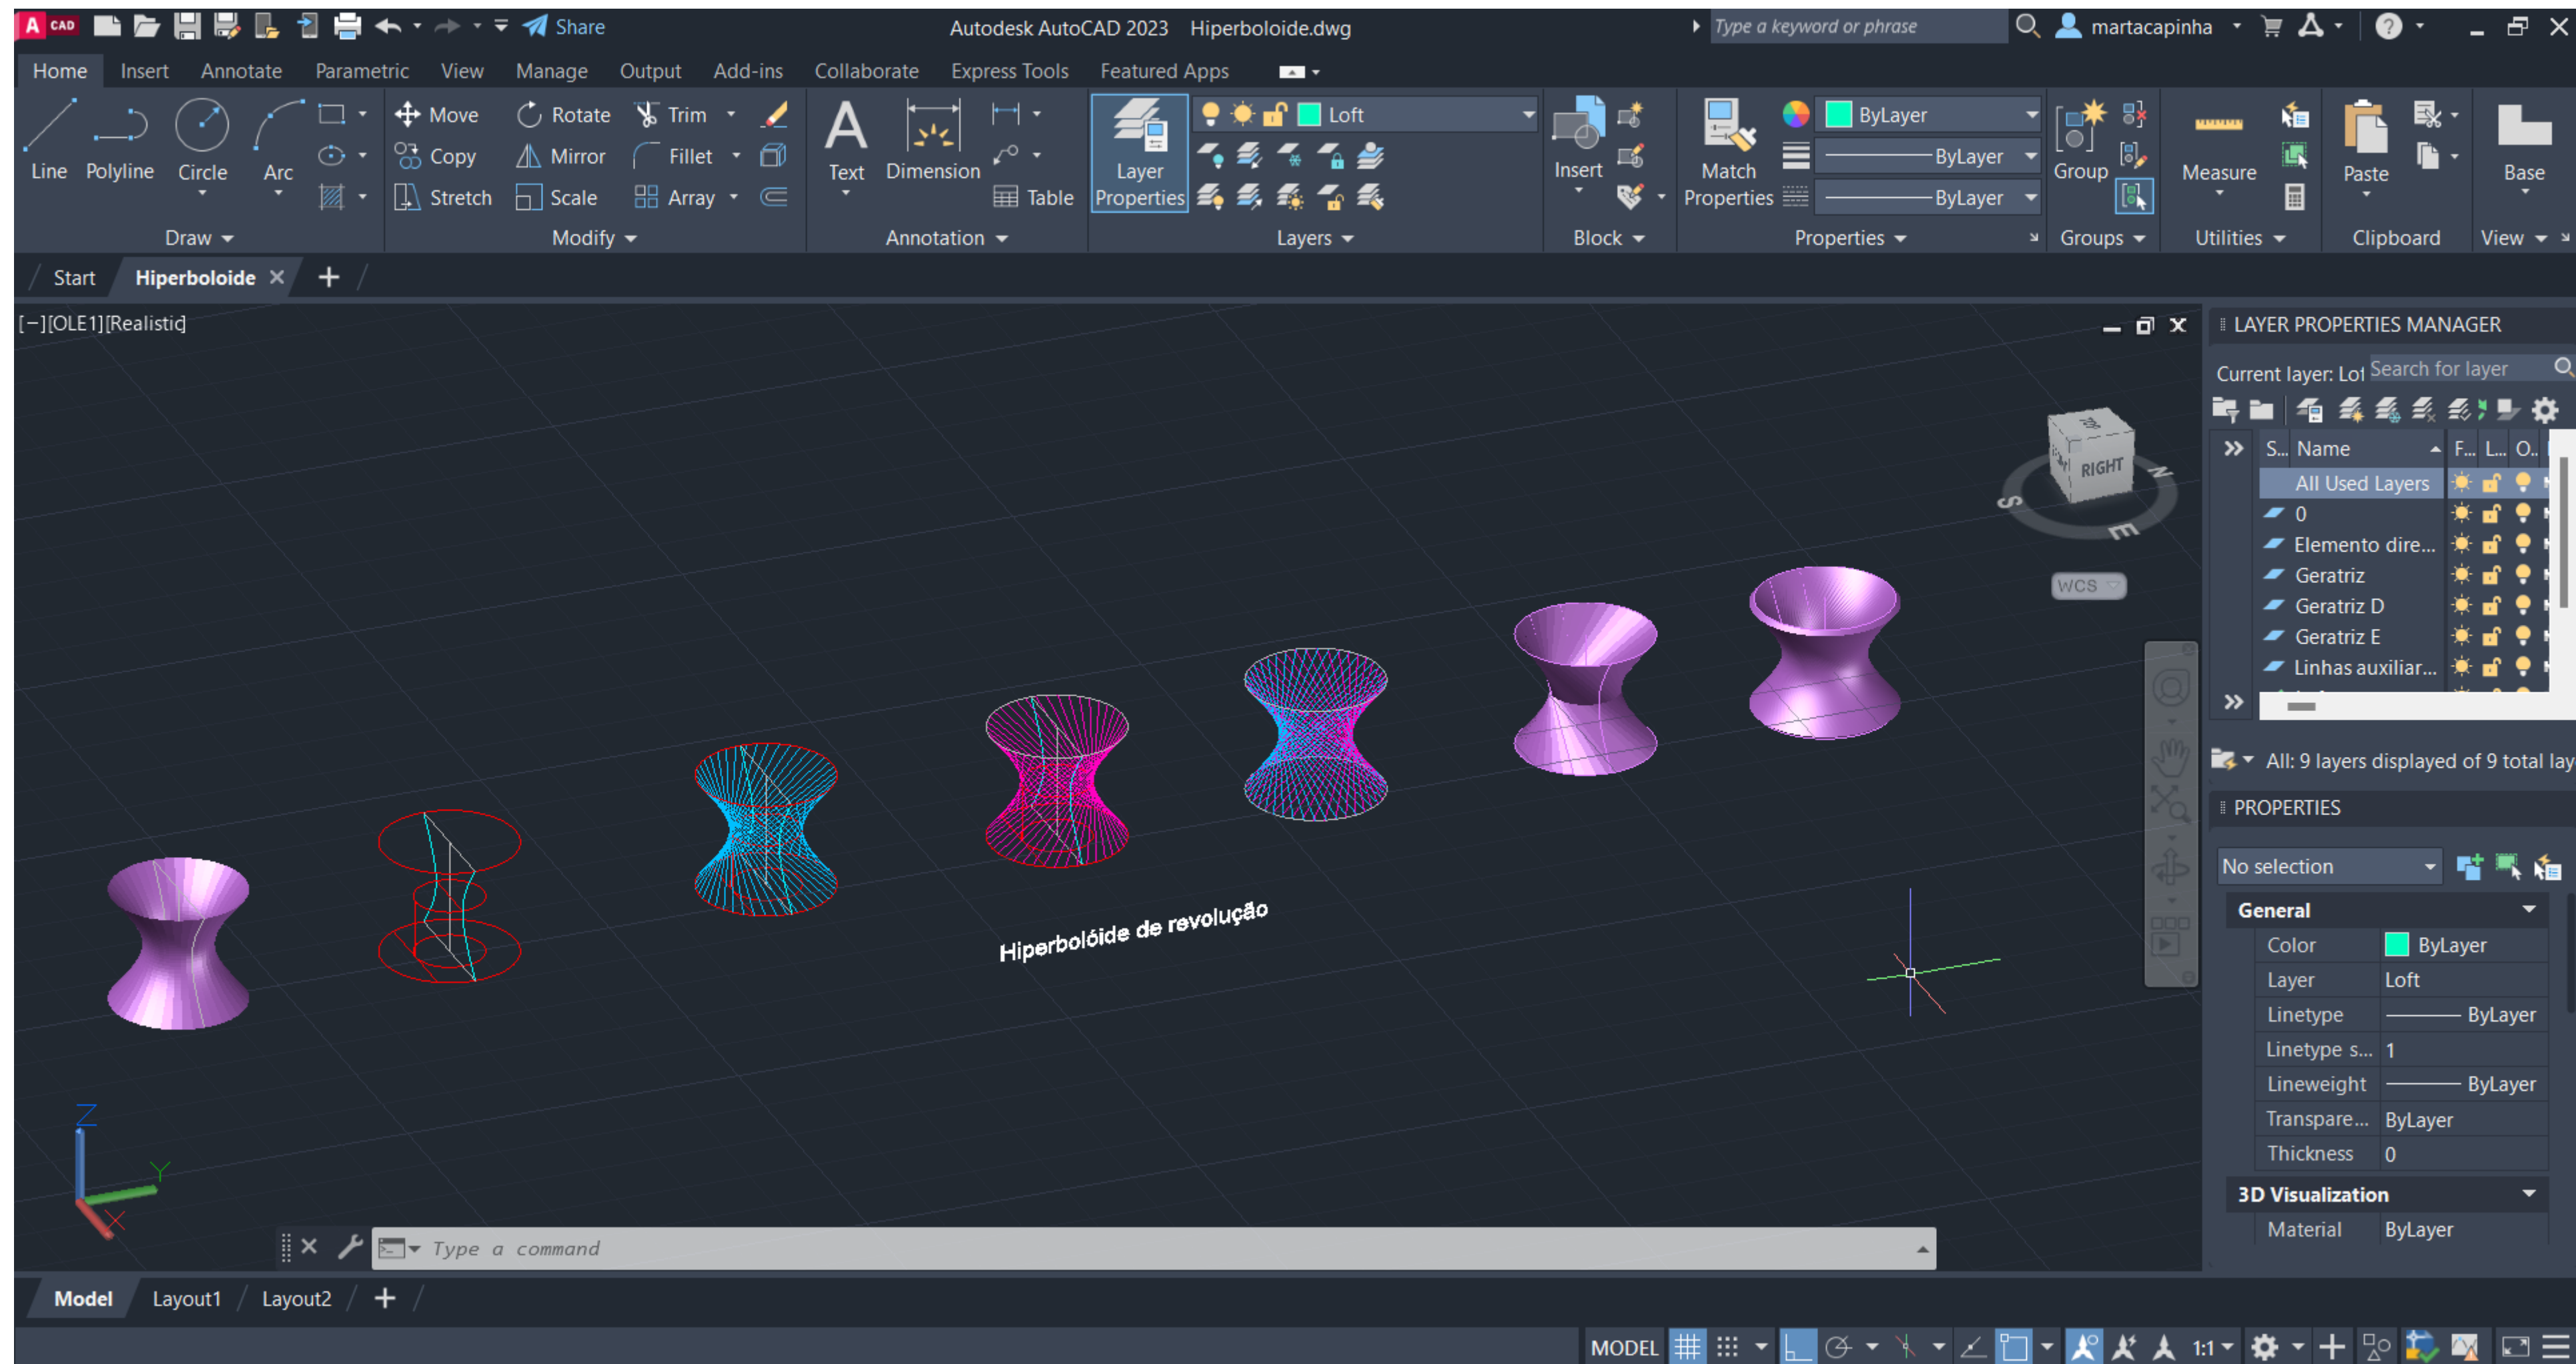 A CAD Share Autodesk AutoCAD 2023 Hiperboloide.dwg Type a keyword or phrase martacapinha
Home Insert Annotate Parametric View Manage Output Add-ins Collaborate Express Tools Featured Apps
Line Polyline Circle Arc
Move Rotate Trim
Copy Mirror Fillet
Stretch Scale Array
Text Dimension Table
Layer Properties
Loft
Insert
Match Properties
ByLayer
ByLayer
ByLayer
Group Measure Paste Base
Draw Modify Annotation Layers Block Properties Groups Utilities Clipboard View
Start Hiperboloide +
[−][OLE1][Realistic]
TOP
RIGHT
S E N
WCS
Hiperbolóide de revolução
Z
Y
X
Type a command
LAYER PROPERTIES MANAGER
Current layer: Lof Search for layer
S... Name F... L... O..
All Used Layers
0
Elemento dire...
Geratriz
Geratriz D
Geratriz E
Linhas auxiliar...
All: 9 layers displayed of 9 total lay
PROPERTIES
No selection
General
Color ByLayer
Layer Loft
Linetype ByLayer
Linetype s... 1
Lineweight ByLayer
Transpare... ByLayer
Thickness 0
3D Visualization
Material ByLayer
Model Layout1 Layout2 +
MODEL 1:1